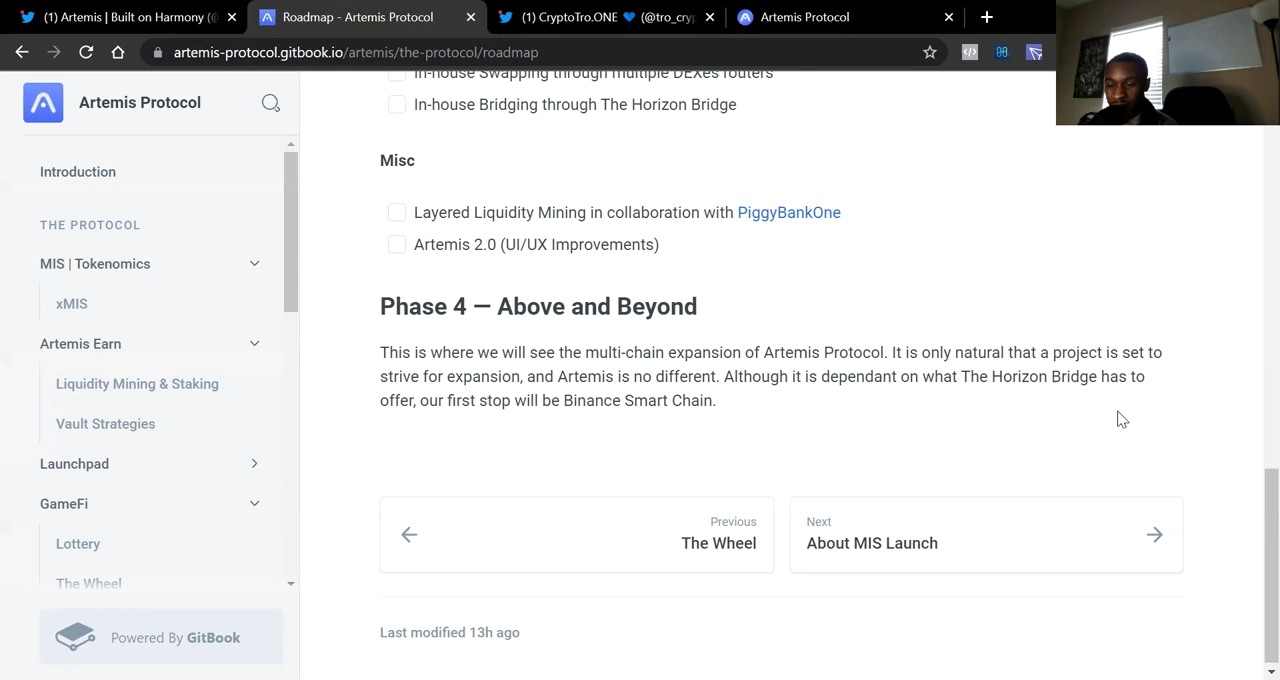 (1) Artemis | Built on Harmony (@
Roadmap - Artemis Protocol
(1) CryptoTro.ONE 💙 (@tro_cryp
Artemis Protocol
artemis-protocol.gitbook.io/artemis/the-protocol/roadmap
Artemis Protocol
Introduction
THE PROTOCOL
MIS | Tokenomics
xMIS
Artemis Earn
Liquidity Mining & Staking
Vault Strategies
Launchpad
GameFi
Lottery
The Wheel
Powered By GitBook
In-house Swapping through multiple DEXes routers
In-house Bridging through The Horizon Bridge
Misc
Layered Liquidity Mining in collaboration with PiggyBankOne
Artemis 2.0 (UI/UX Improvements)
Phase 4 — Above and Beyond
This is where we will see the multi-chain expansion of Artemis Protocol. It is only natural that a project is set to
strive for expansion, and Artemis is no different. Although it is dependant on what The Horizon Bridge has to
offer, our first stop will be Binance Smart Chain.
Previous
The Wheel
Next
About MIS Launch
Last modified 13h ago